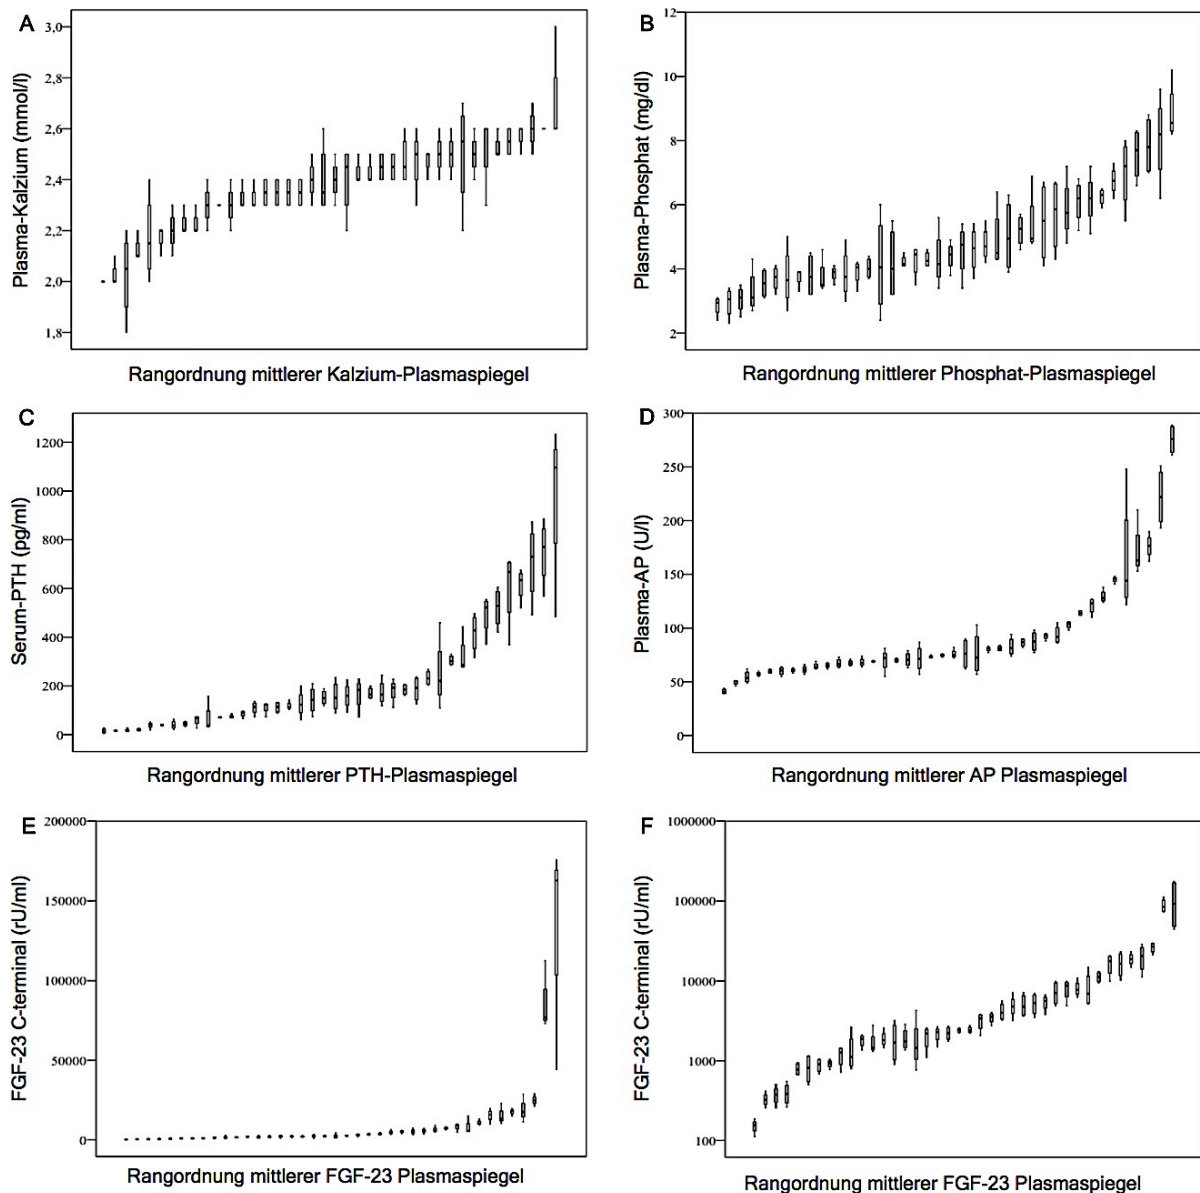 A
Plasma-Kalzium (mmol/l)
3,0
2,8
2,6
2,4
2,2
2,0
1,8
Rangordnung mittlerer Kalzium-Plasmaspiegel
B
Plasma-Phosphat (mg/dl)
12
10
8
6
4
2
Rangordnung mittlerer Phosphat-Plasmaspiegel
C
Serum-PTH (pg/ml)
1200
1000
800
600
400
200
0
Rangordnung mittlerer PTH-Plasmaspiegel
D
Plasma-AP (U/l)
300
250
200
150
100
50
0
Rangordnung mittlerer AP Plasmaspiegel
E
FGF-23 C-terminal (rU/ml)
200000
150000
100000
50000
0
Rangordnung mittlerer FGF-23 Plasmaspiegel
F
FGF-23 C-terminal (rU/ml)
1000000
100000
10000
1000
100
Rangordnung mittlerer FGF-23 Plasmaspiegel